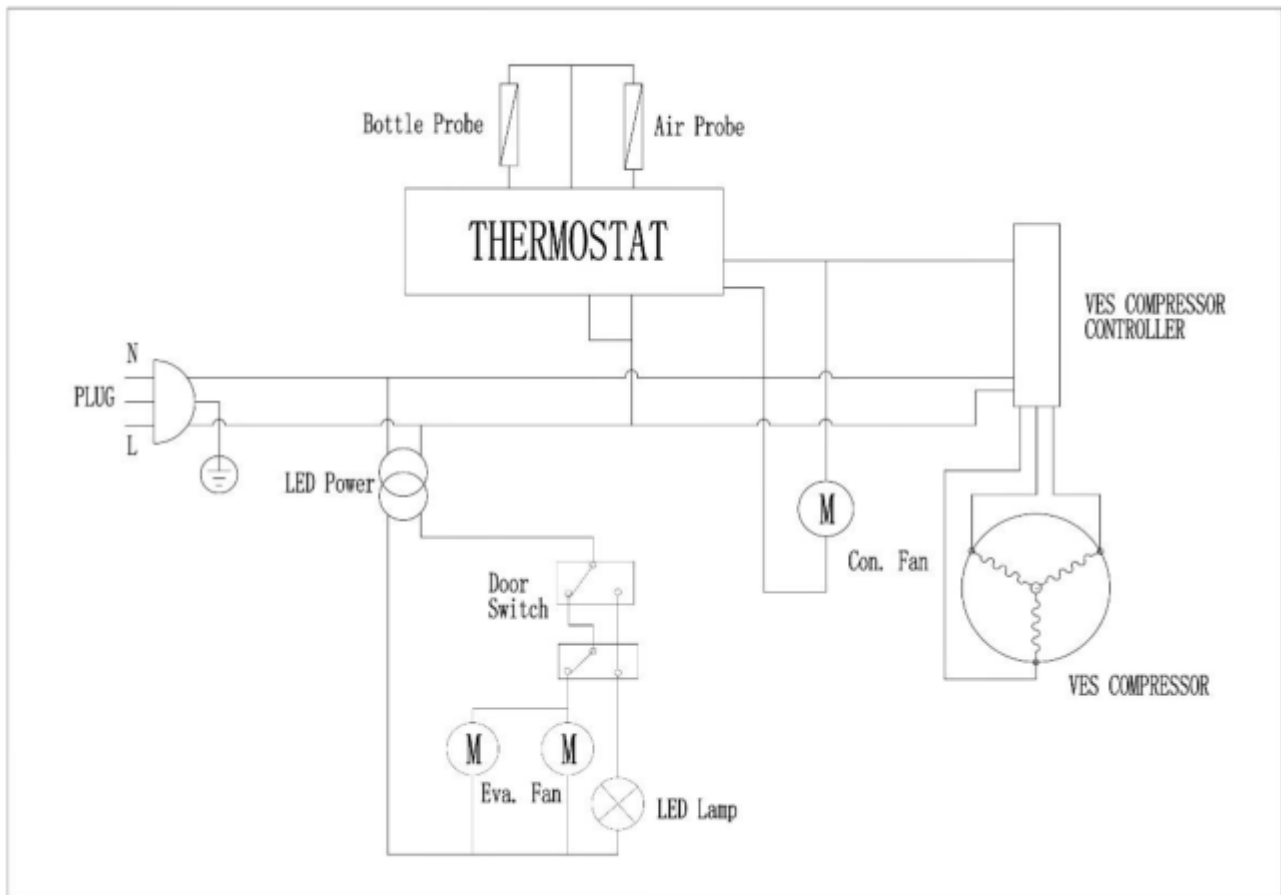 Bottle Probe
Air Probe
THERMOSTAT
VES COMPRESSOR
CONTROLLER
N
PLUG
L
LED Power
M
Con. Fan
Door
Switch
VES COMPRESSOR
M
M
Eva. Fan
LED Lamp